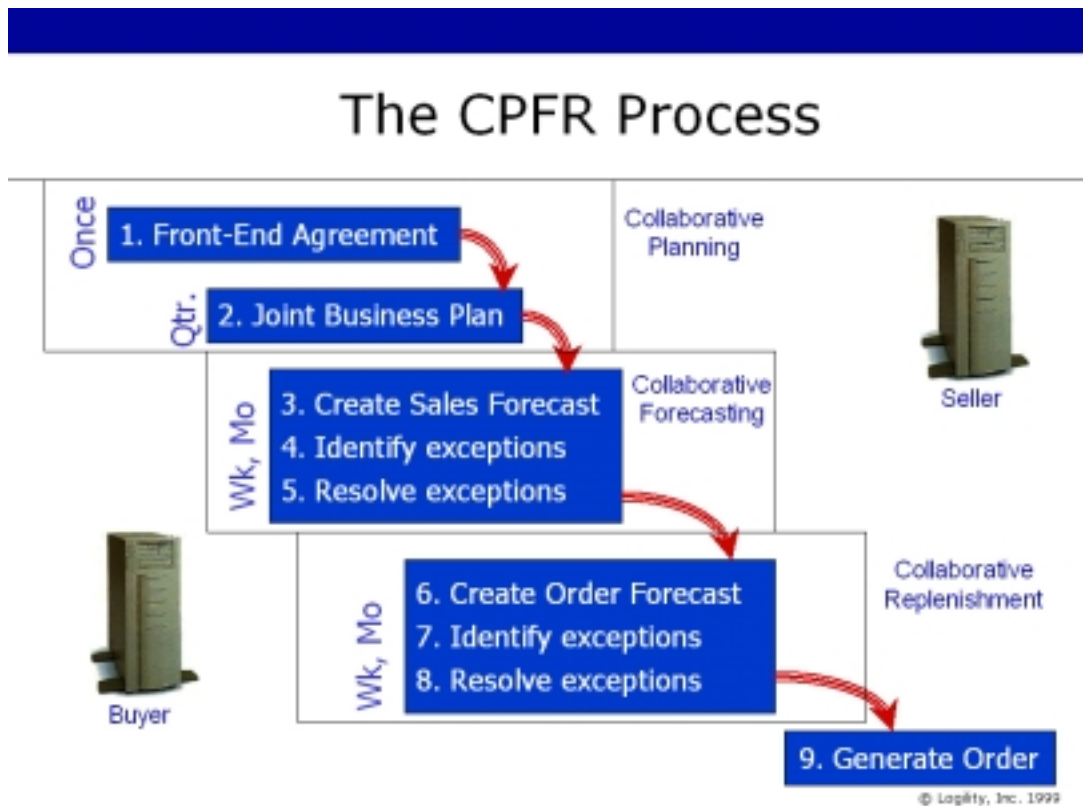 The CPFR Process
Once
1. Front-End Agreement
Collaborative
Planning
Qtr.
2. Joint Business Plan
Seller
Wk, Mo
3. Create Sales Forecast
4. Identify exceptions
5. Resolve exceptions
Collaborative
Forecasting
Buyer
Wk, Mo
6. Create Order Forecast
7. Identify exceptions
8. Resolve exceptions
Collaborative
Replenishment
9. Generate Order
© Logility, Inc. 1999